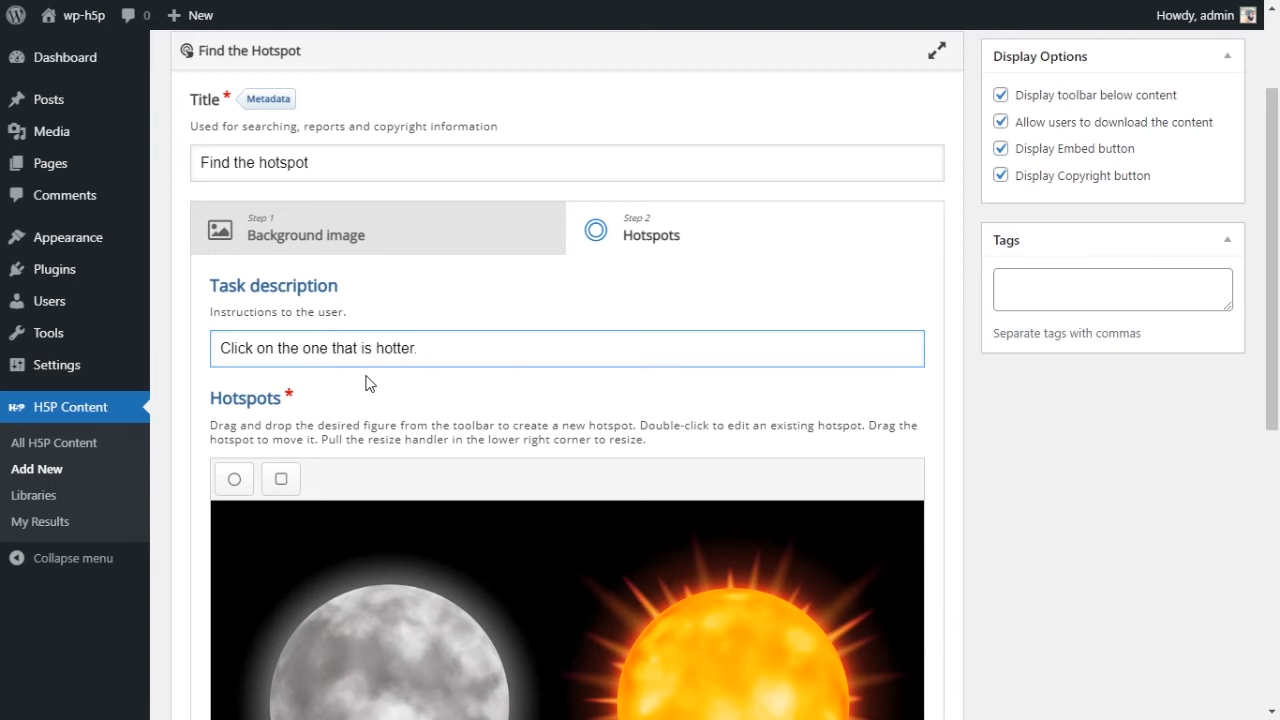 wp-h5p
0
New
Howdy, admin
Dashboard
Posts
Media
Pages
Comments
Appearance
Plugins
Users
Tools
Settings
H5P
H5P Content
All H5P Content
Add New
Libraries
My Results
Collapse menu
Find the Hotspot
Title *
Metadata
Used for searching, reports and copyright information
Find the hotspot
Step 1
Background image
Step 2
Hotspots
Task description
Instructions to the user.
Click on the one that is hotter.
Hotspots *
Drag and drop the desired figure from the toolbar to create a new hotspot. Double-click to edit an existing hotspot. Drag the
hotspot to move it. Pull the resize handler in the lower right corner to resize.
Display Options
Display toolbar below content
Allow users to download the content
Display Embed button
Display Copyright button
Tags
Separate tags with commas